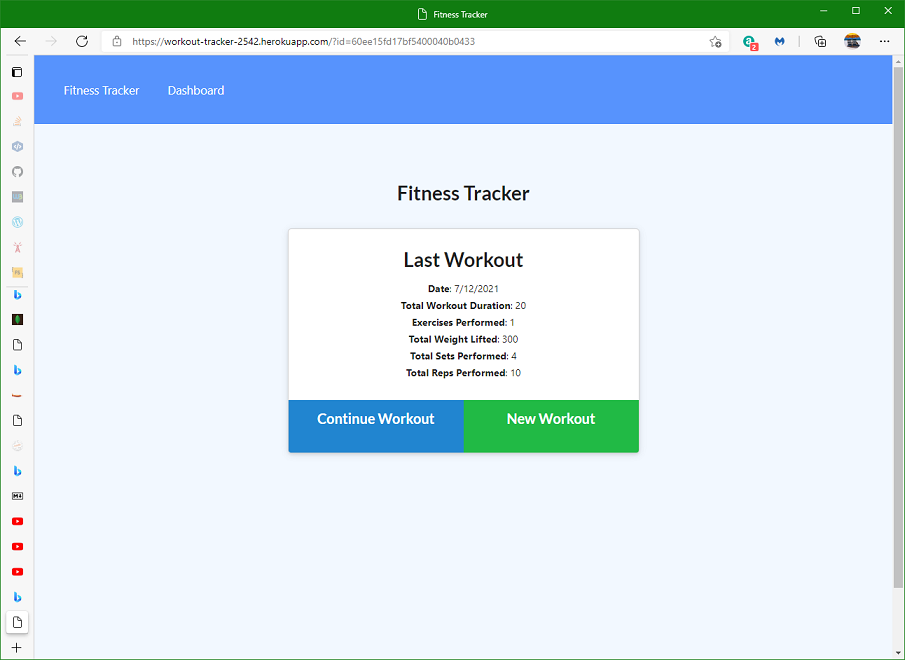 Fitness Tracker
https://workout-tracker-2542.herokuapp.com/?id=60ee15fd17bf5400040b0433
2
Fitness Tracker Dashboard
Fitness Tracker
Last Workout
Date: 7/12/2021
Total Workout Duration: 20
Exercises Performed: 1
Total Weight Lifted: 300
Total Sets Performed: 4
Total Reps Performed: 10
Continue Workout New Workout